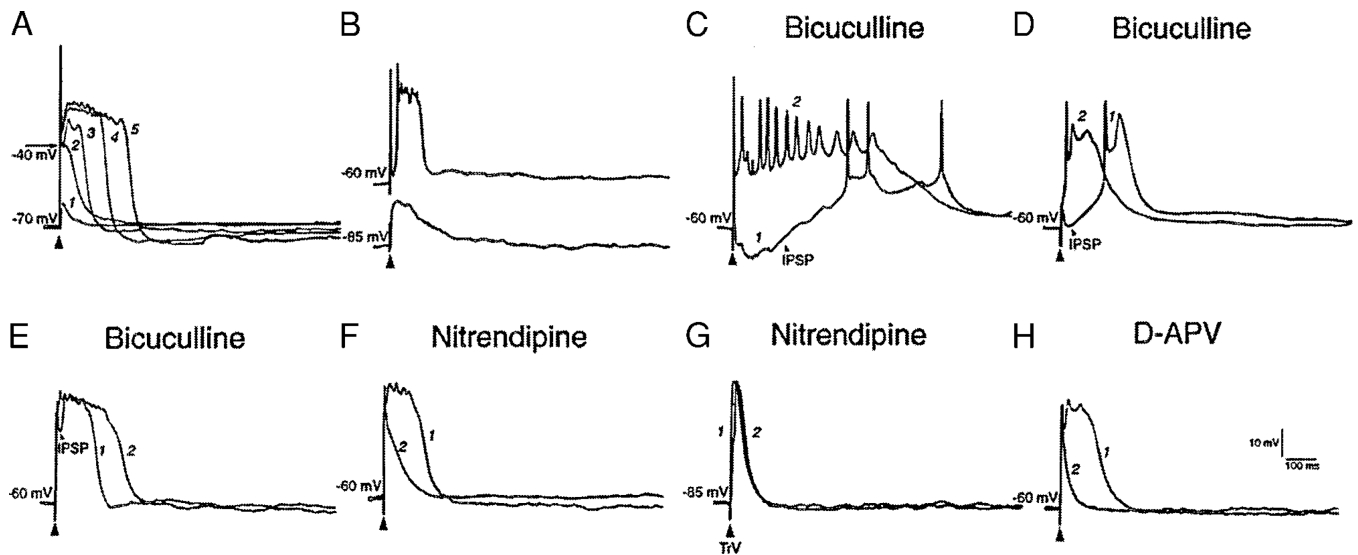 A
-40 mV
-70 mV
1
2
3
4
5
B
-60 mV
-85 mV
C
Bicuculline
2
-60 mV
1
IPSP
D
Bicuculline
2
1
-60 mV
IPSP
E
Bicuculline
IPSP
1
2
-60 mV
F
Nitrendipine
1
2
-60 mV
G
Nitrendipine
1
2
-85 mV
TrV
H
D-APV
1
2
-60 mV
10 mV
100 ms